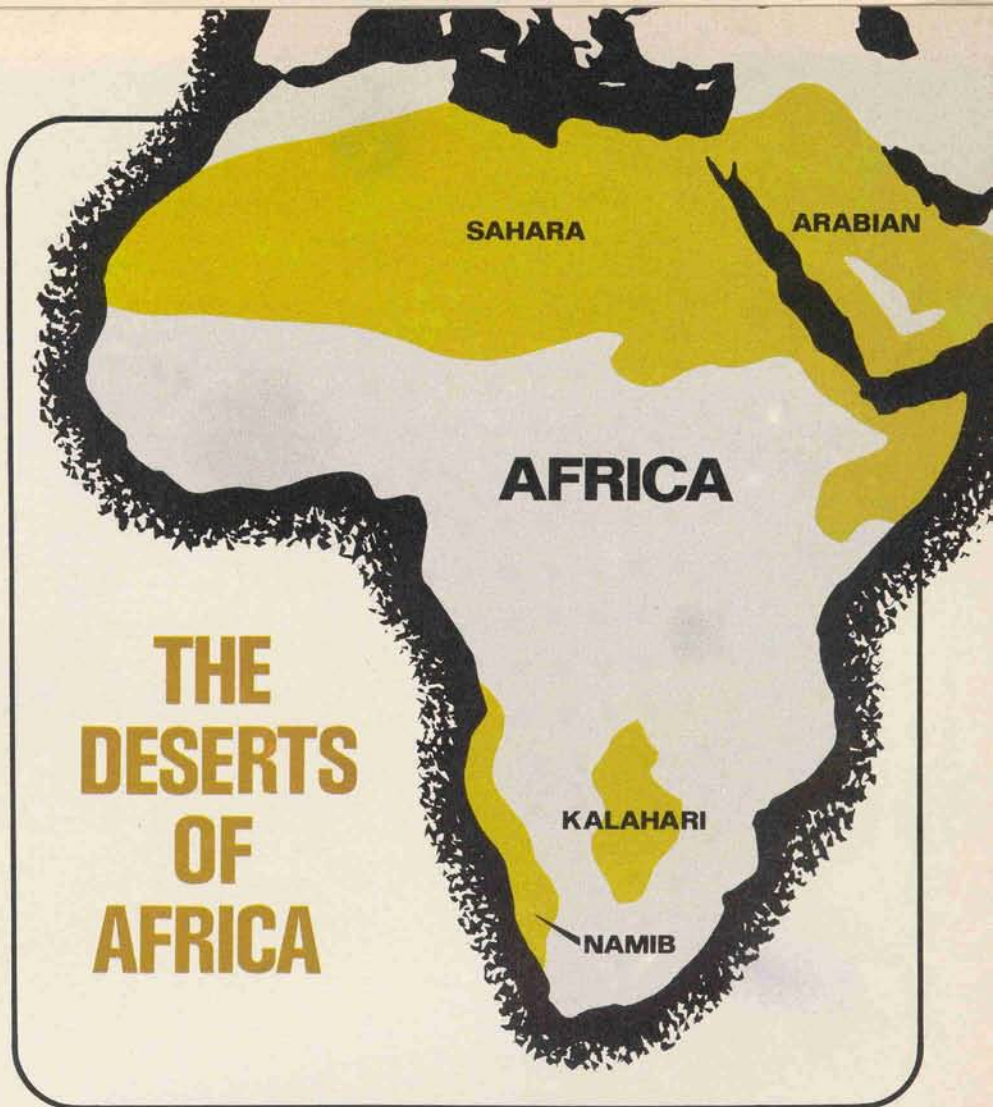 SAHARA
ARABIAN
AFRICA
THE
DESERTS
OF
AFRICA
KALAHARI
NAMIB